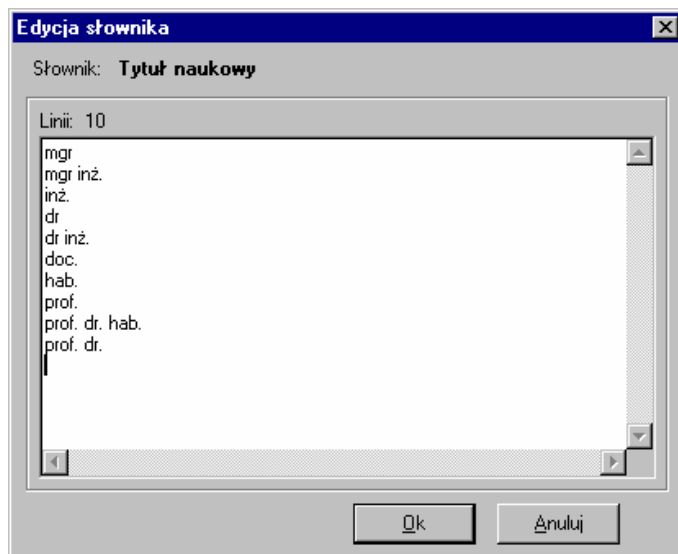 Edycja słownika
Słownik: Tytuł naukowy
Linii: 10
mgr
mgr inż.
inż.
dr
dr inż.
doc.
hab.
prof.
prof. dr. hab.
prof. dr.
Ok Anuluj